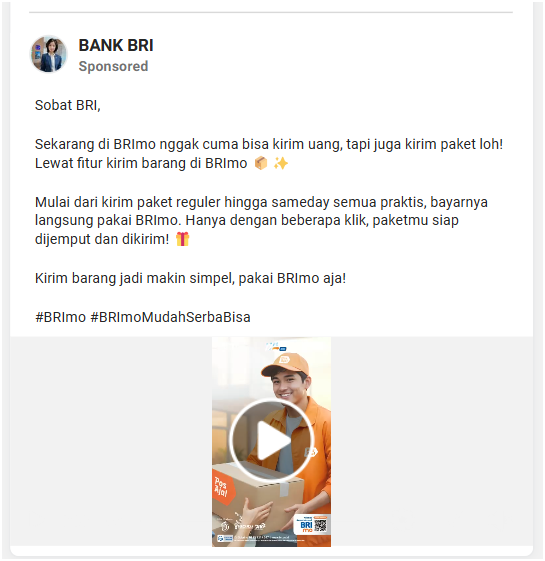 BANK BRI
Sponsored
Sobat BRI,
Sekarang di BRImo nggak cuma bisa kirim uang, tapi juga kirim paket loh!
Lewat fitur kirim barang di BRImo 📦 ✨
Mulai dari kirim paket reguler hingga sameday semua praktis, bayarnya
langsung pakai BRImo. Hanya dengan beberapa klik, paketmu siap
dijemput dan dikirim! 🎁
Kirim barang jadi makin simpel, pakai BRImo aja!
#BRImo #BRImoMudahSerbaBisa
Pos
Aja!
BRI
mo